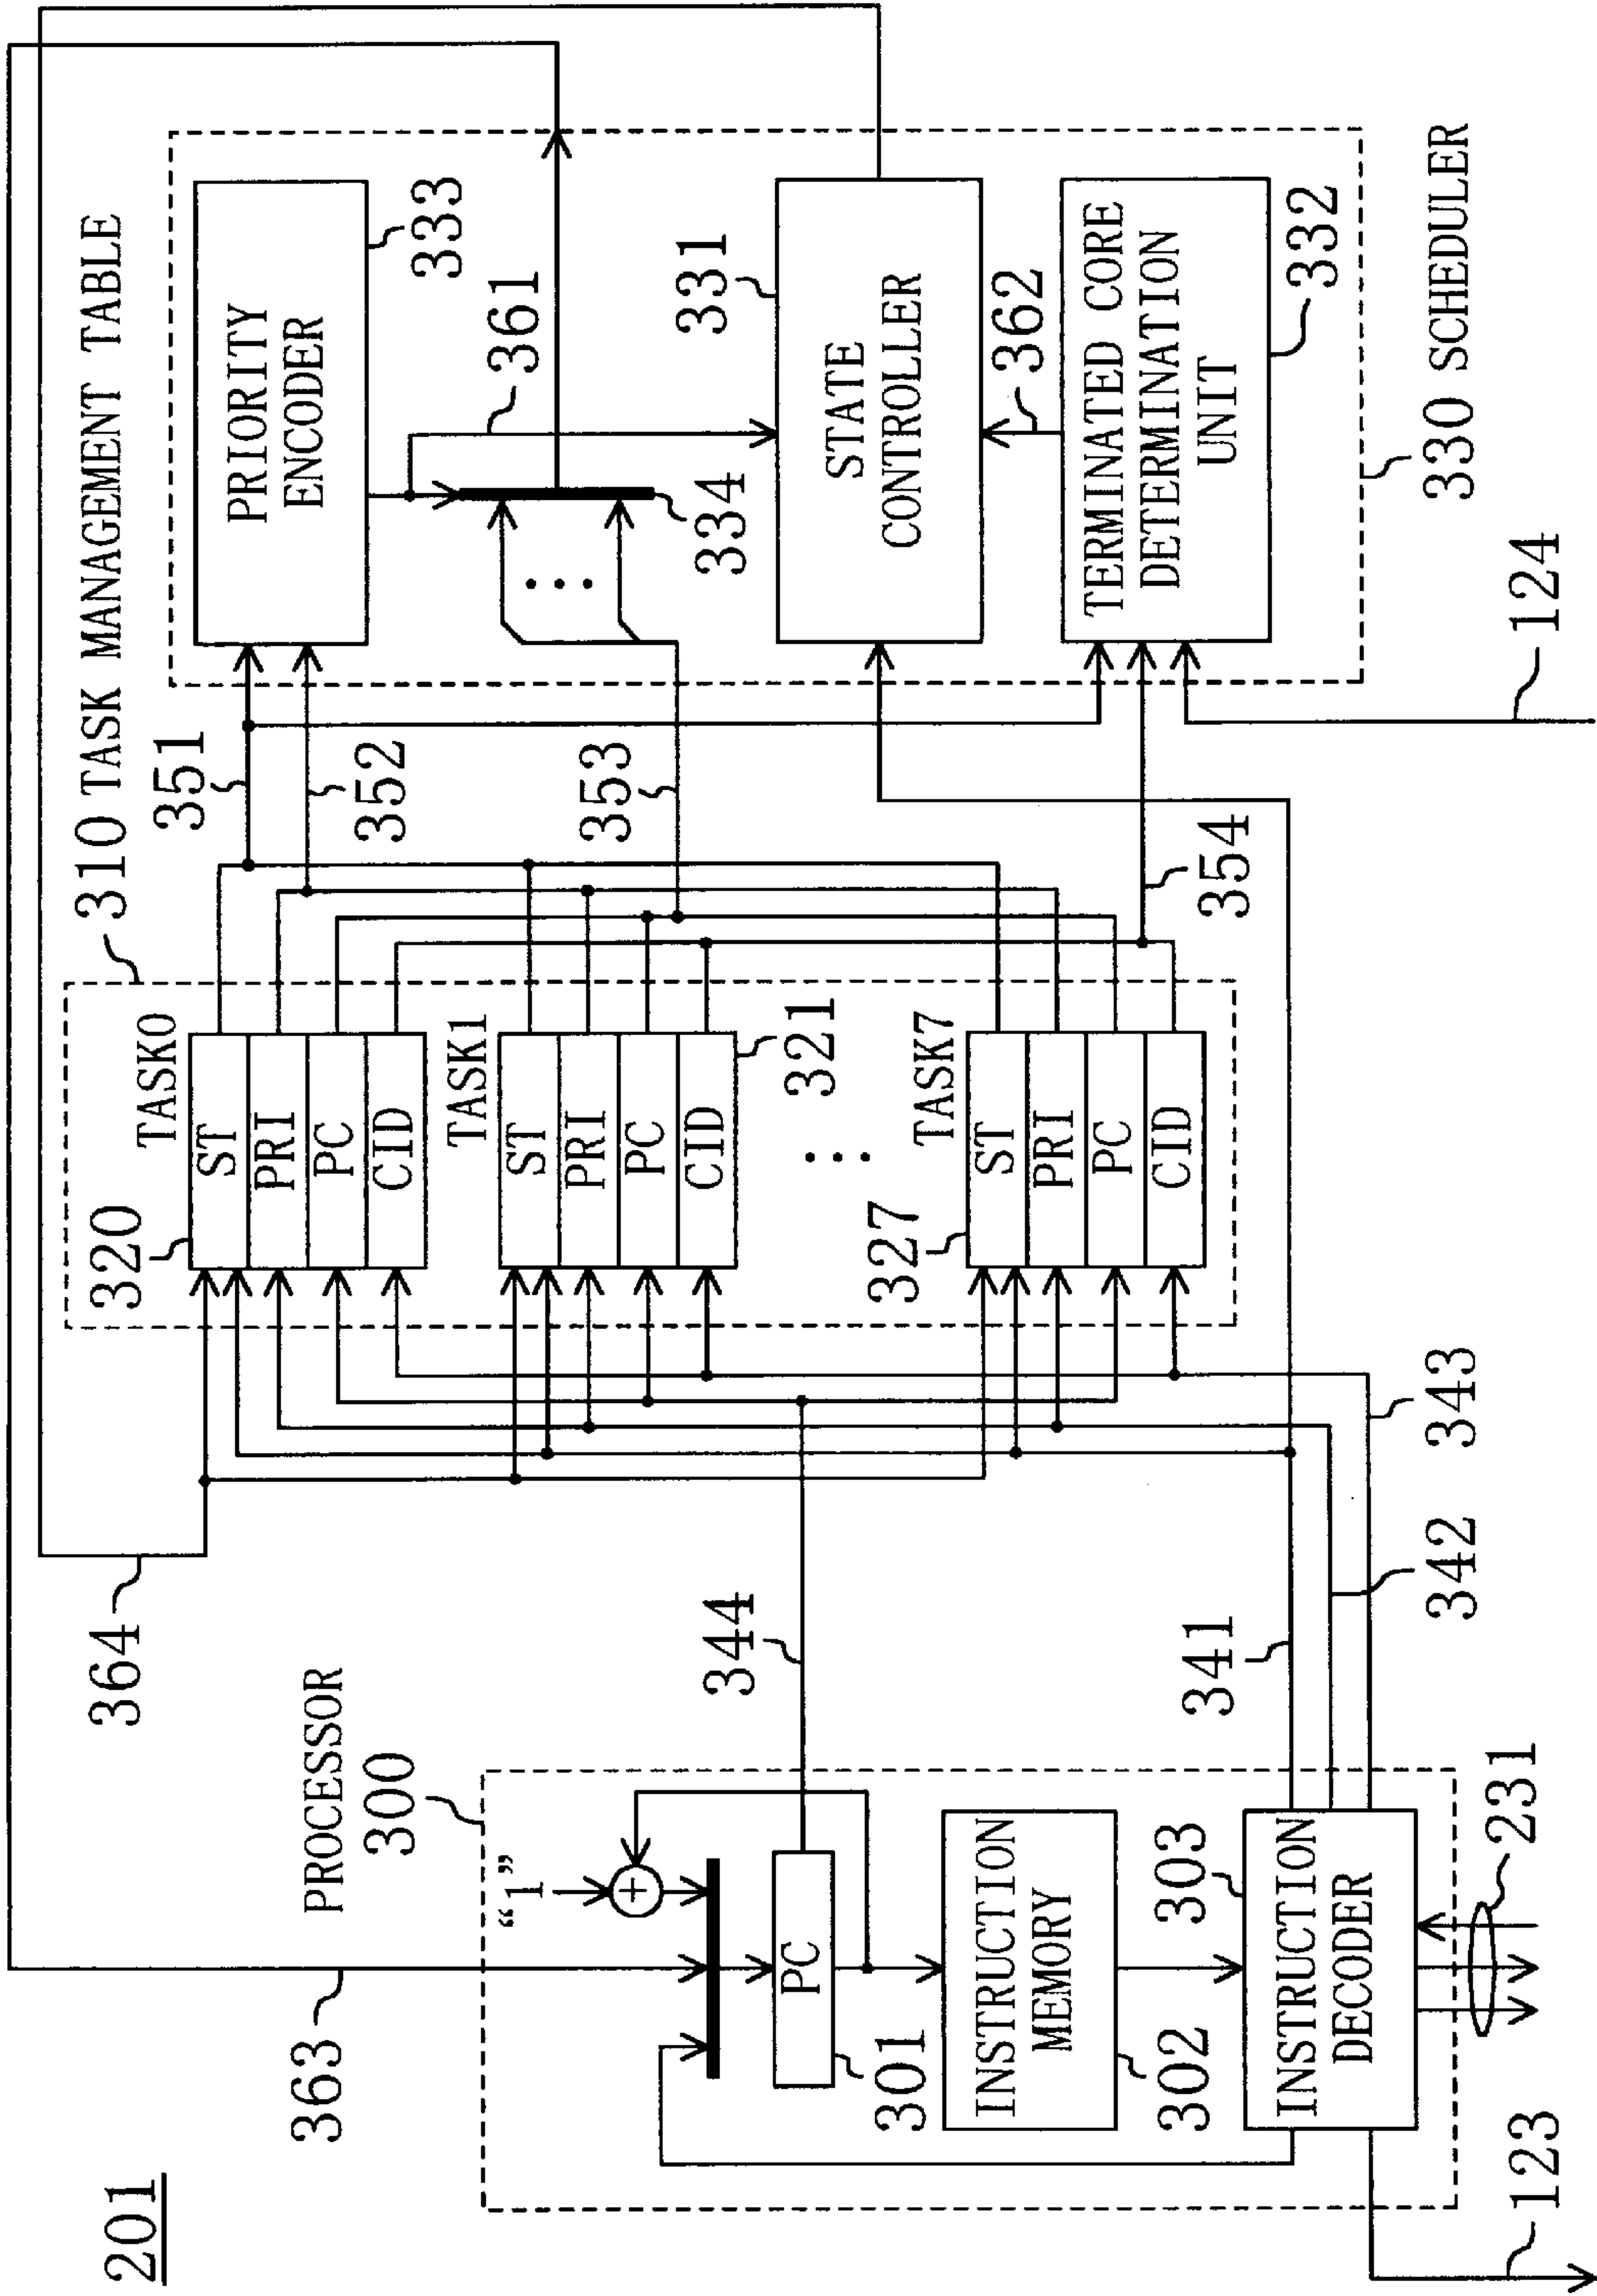 201
363
364
PROCESSOR
300
"1"
PC
301
INSTRUCTION
MEMORY
302
INSTRUCTION
DECODER
303
123
231
344
341
342
343
310 TASK MANAGEMENT TABLE
TASK0
320
ST
PRI
PC
CID
TASK1
ST
PRI
PC
CID
321
TASK7
327
ST
PRI
PC
CID
351
352
353
354
PRIORITY
ENCODER
333
361
334
STATE
CONTROLLER
331
362
TERMINATED CORE
DETERMINATION
UNIT
332
330 SCHEDULER
124